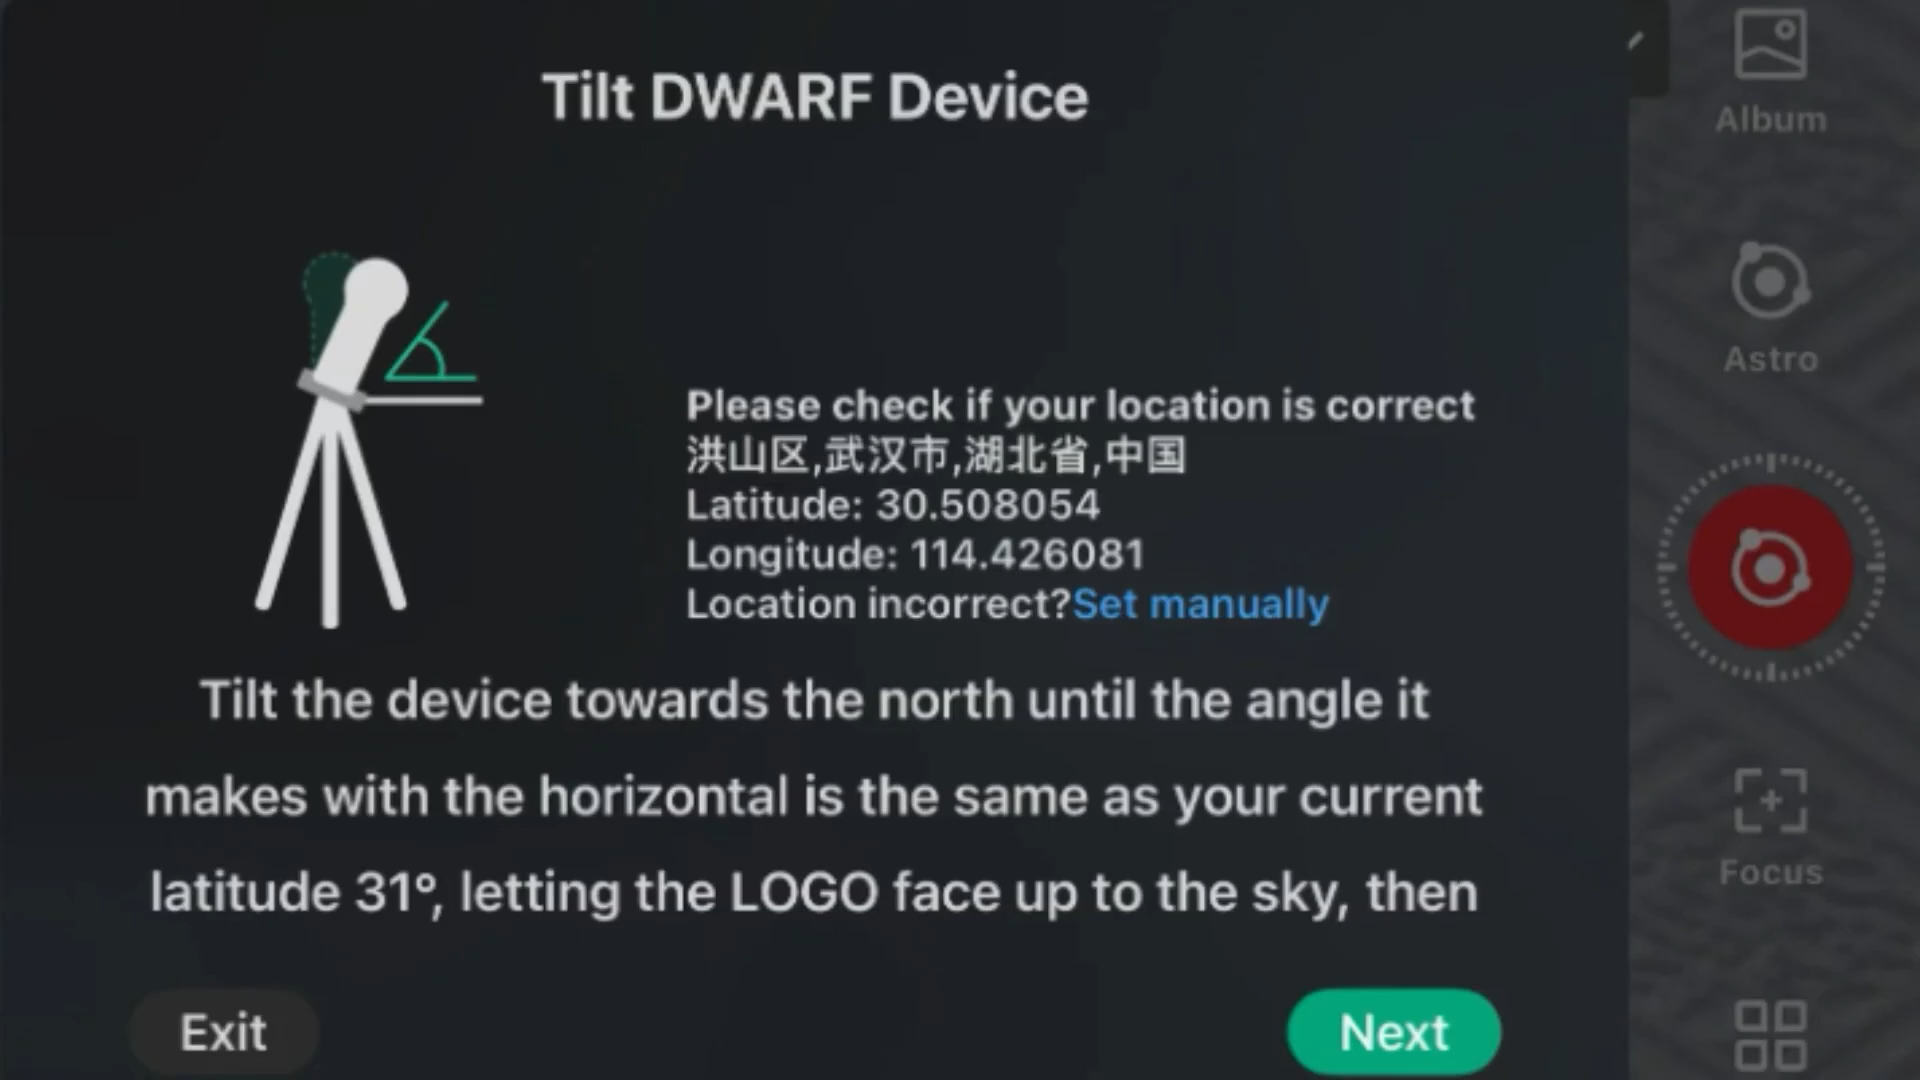 Tilt DWARF Device
Please check if your location is correct
洪山区,武汉市,湖北省,中国
Latitude: 30.508054
Longitude: 114.426081
Location incorrect?Set manually
Tilt the device towards the north until the angle it
makes with the horizontal is the same as your current
latitude 31°, letting the LOGO face up to the sky, then
Exit
Next
Album
Astro
Focus